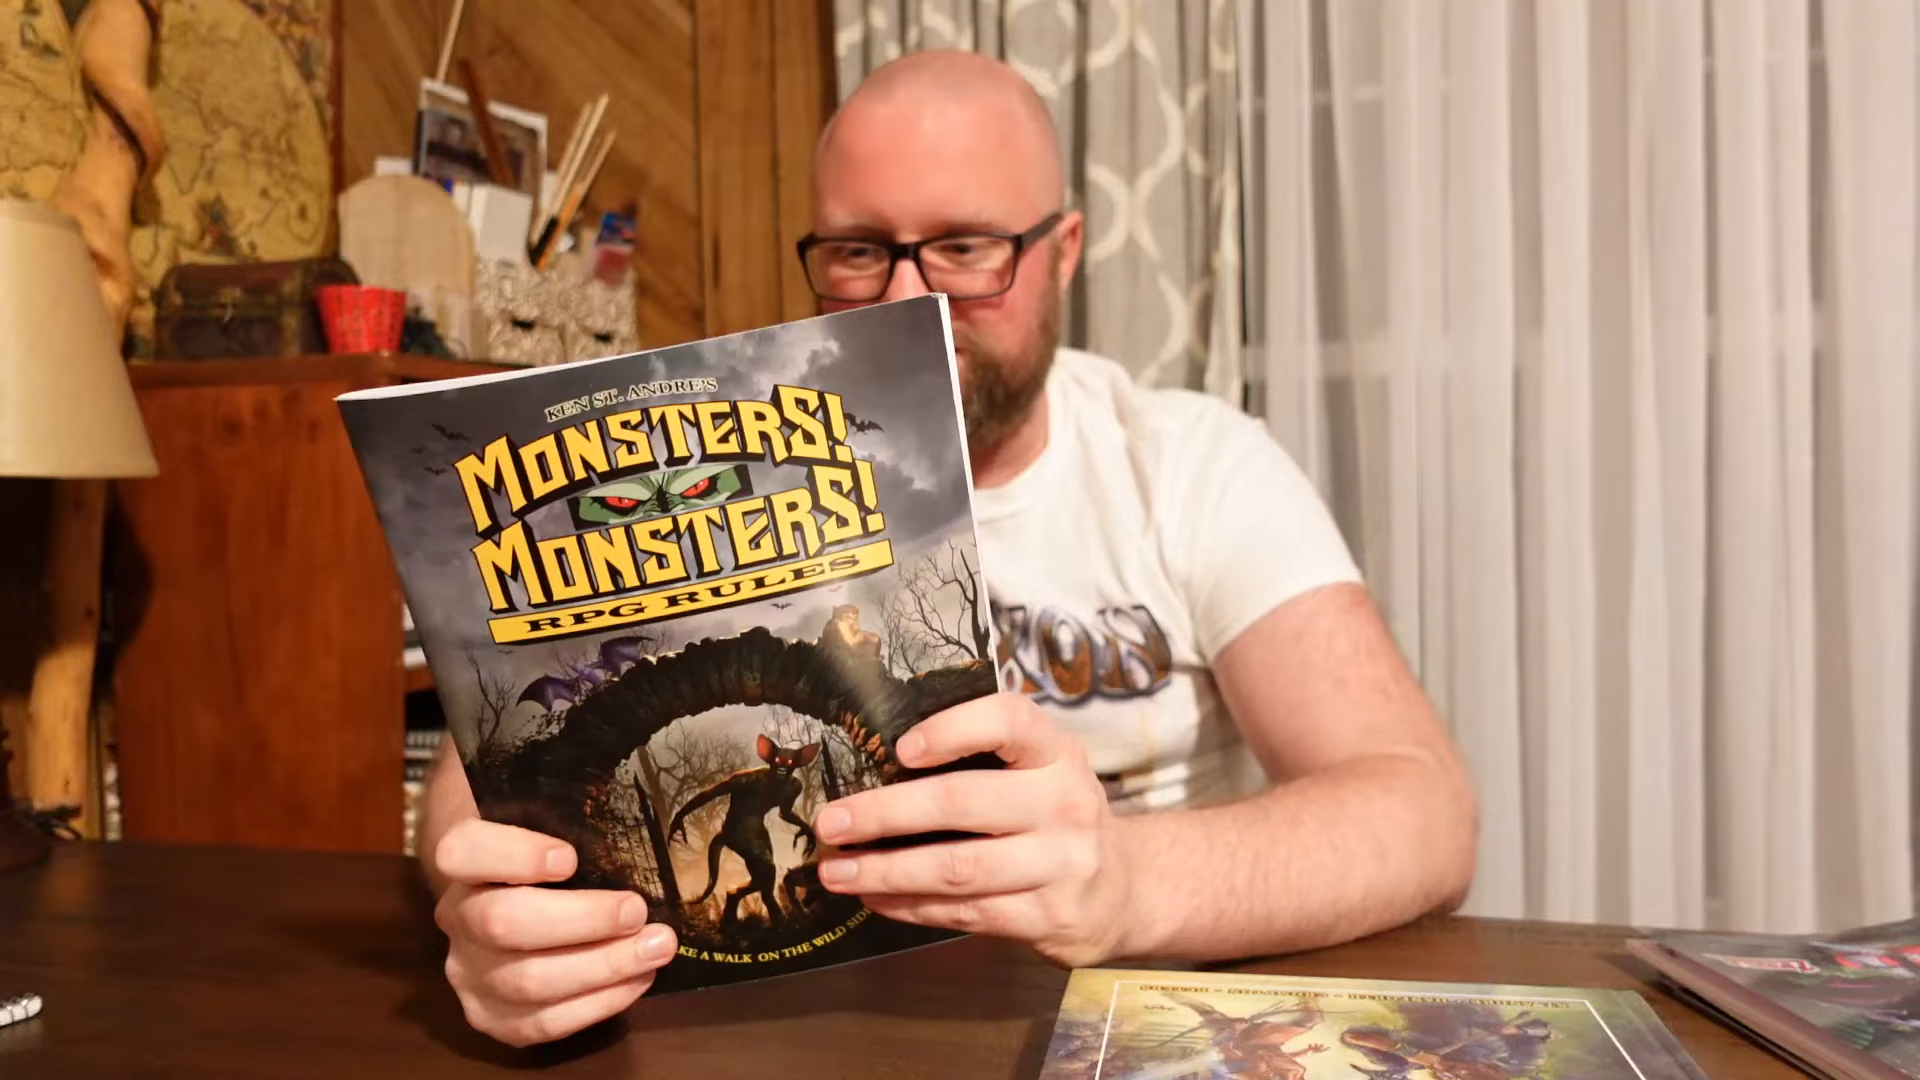 KEN ST. ANDRE'S
MONSTERS!
MONSTERS!
RPG RULES
A WALK ON THE WILD